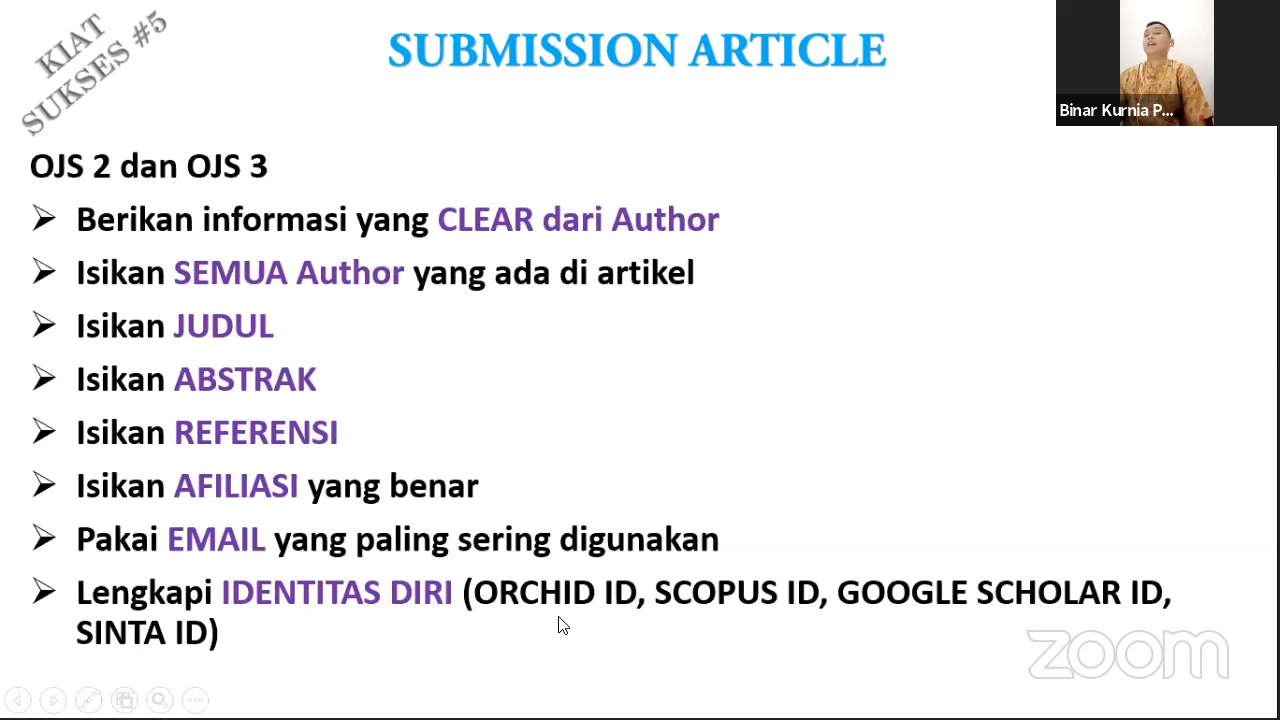 KIAT
SUKSES #5
SUBMISSION ARTICLE
Binar Kurnia P...
OJS 2 dan OJS 3
➢ Berikan informasi yang CLEAR dari Author
➢ Isikan SEMUA Author yang ada di artikel
➢ Isikan JUDUL
➢ Isikan ABSTRAK
➢ Isikan REFERENSI
➢ Isikan AFILIASI yang benar
➢ Pakai EMAIL yang paling sering digunakan
➢ Lengkapi IDENTITAS DIRI (ORCHID ID, SCOPUS ID, GOOGLE SCHOLAR ID,
SINTA ID)
zoom